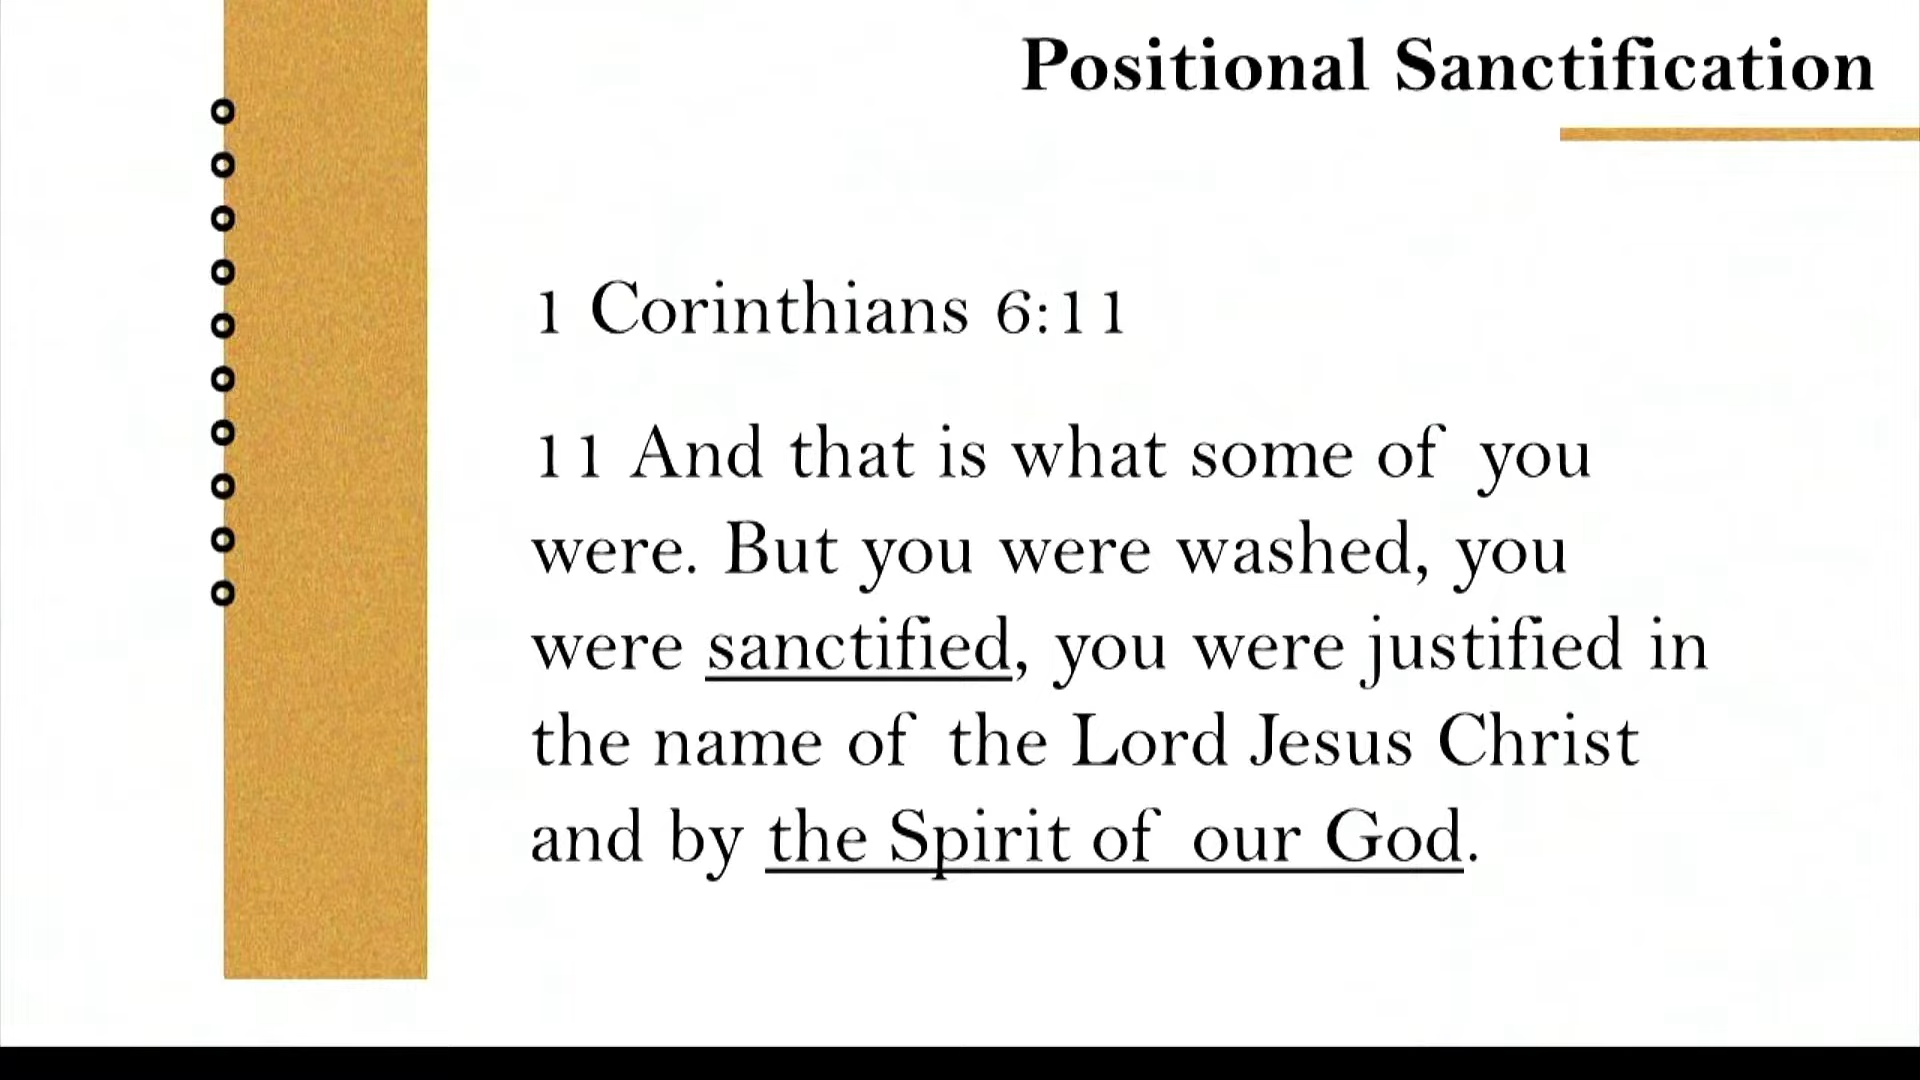 Positional Sanctification
1 Corinthians 6:11
11 And that is what some of you
were. But you were washed, you
were sanctified, you were justified in
the name of the Lord Jesus Christ
and by the Spirit of our God.